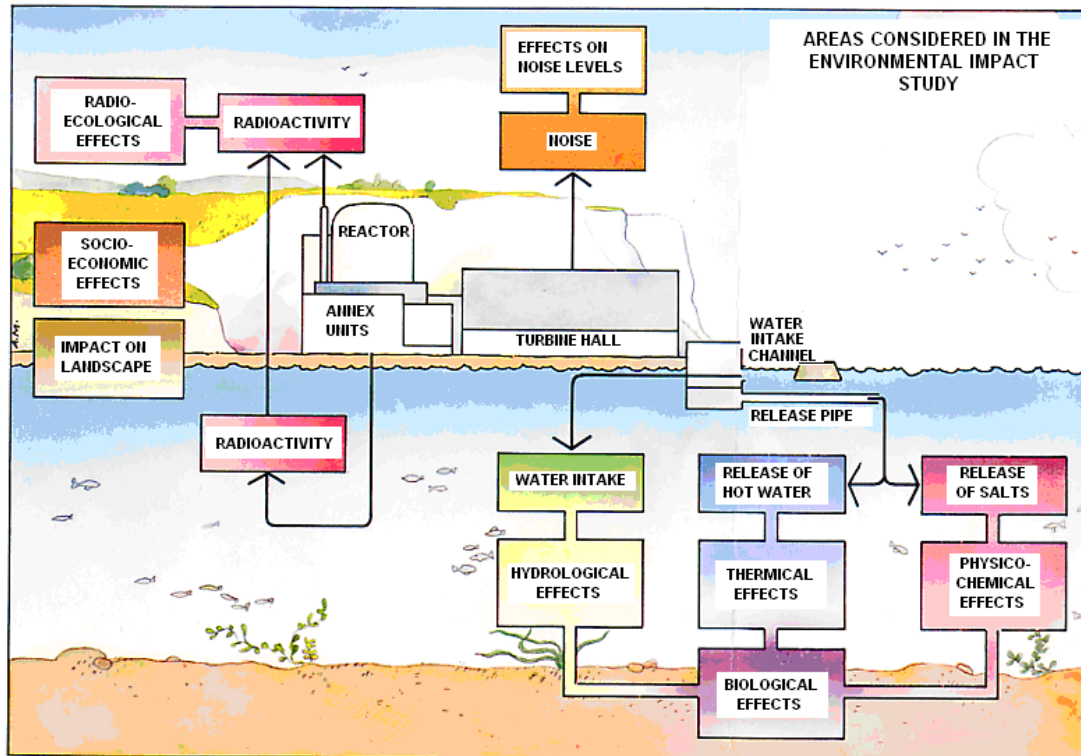 AREAS CONSIDERED IN THE
ENVIRONMENTAL IMPACT
STUDY
EFFECTS ON
NOISE LEVELS
NOISE
RADIO-
ECOLOGICAL
EFFECTS
RADIOACTIVITY
SOCIO-
ECONOMIC
EFFECTS
IMPACT ON
LANDSCAPE
A.M.
REACTOR
ANNEX
UNITS
TURBINE HALL
WATER
INTAKE
CHANNEL
RELEASE PIPE
RADIOACTIVITY
WATER INTAKE
RELEASE OF
HOT WATER
RELEASE
OF SALTS
HYDROLOGICAL
EFFECTS
THERMICAL
EFFECTS
PHYSICO-
CHEMICAL
EFFECTS
BIOLOGICAL
EFFECTS